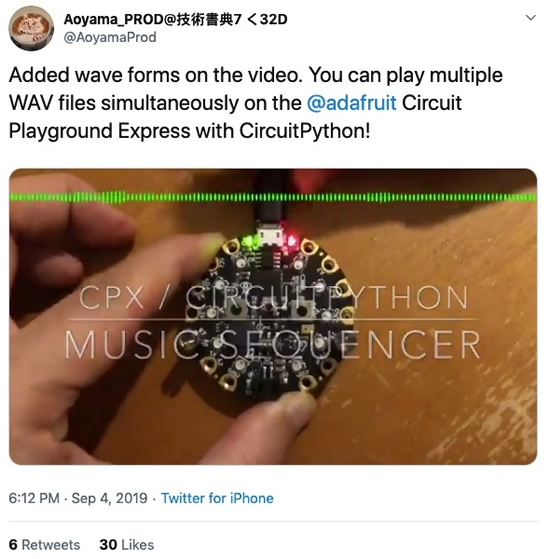 Aoyama_PROD@技術書典7 く32D
@AoyamaProd
Added wave forms on the video. You can play multiple
WAV files simultaneously on the @adafruit Circuit
Playground Express with CircuitPython!
CPX / CIRCUITPYTHON
MUSIC SEQUENCER
6:12 PM · Sep 4, 2019 · Twitter for iPhone
6 Retweets 30 Likes